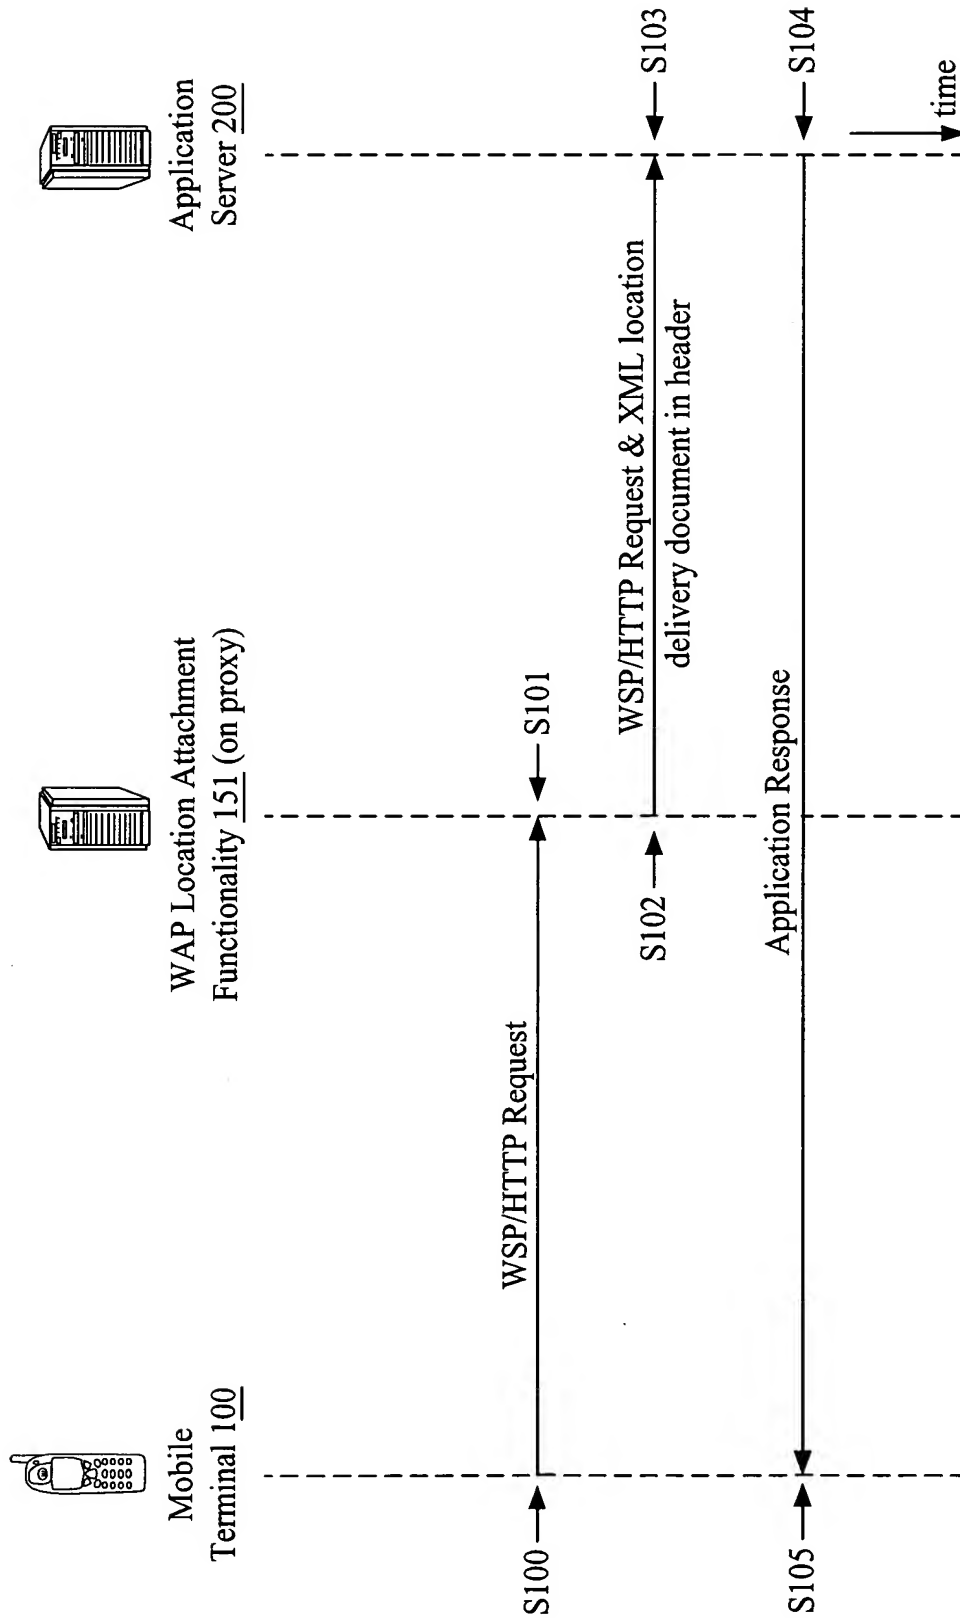 Mobile
Terminal 100
WAP Location Attachment
Functionality 151 (on proxy)
Application
Server 200
S100
WSP/HTTP Request
S101
S102
WSP/HTTP Request & XML location
delivery document in header
S103
S105
Application Response
S104
time